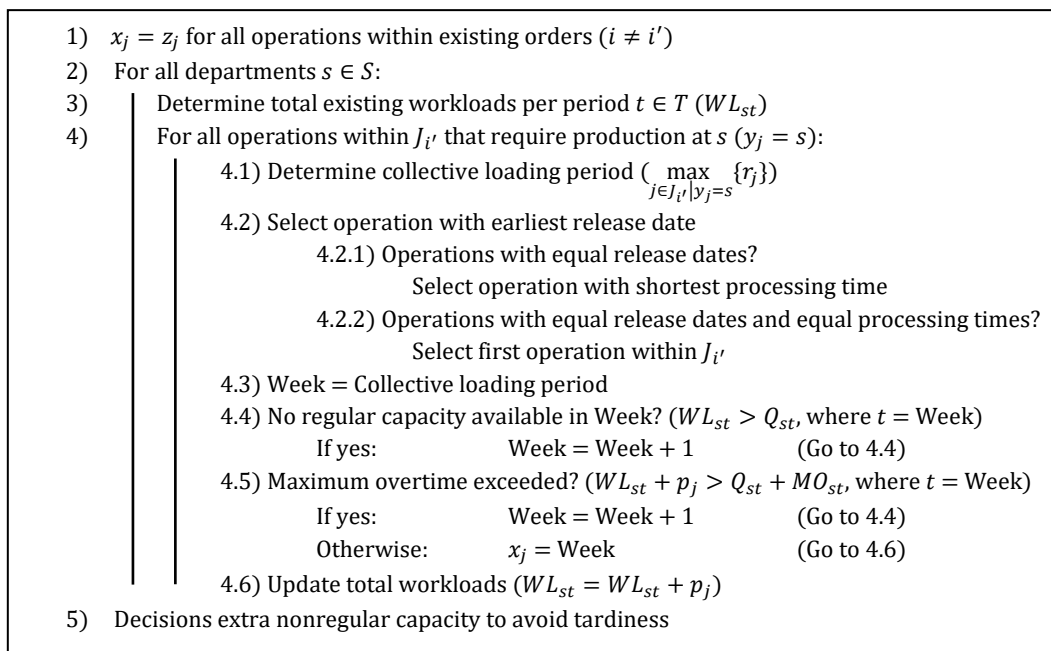 1) x_j = z_j for all operations within existing orders (i ≠ i′)
2) For all departments s ∈ S:
3) Determine total existing workloads per period t ∈ T (WL_st)
4) For all operations within J_i′ that require production at s (y_j = s):
4.1) Determine collective loading period (max_{j∈J_i′|y_j=s}{r_j})
4.2) Select operation with earliest release date
4.2.1) Operations with equal release dates?
Select operation with shortest processing time
4.2.2) Operations with equal release dates and equal processing times?
Select first operation within J_i′
4.3) Week = Collective loading period
4.4) No regular capacity available in Week? (WL_st > Q_st, where t = Week)
If yes: Week = Week + 1 (Go to 4.4)
4.5) Maximum overtime exceeded? (WL_st + p_j > Q_st + MO_st, where t = Week)
If yes: Week = Week + 1 (Go to 4.4)
Otherwise: x_j = Week (Go to 4.6)
4.6) Update total workloads (WL_st = WL_st + p_j)
5) Decisions extra nonregular capacity to avoid tardiness